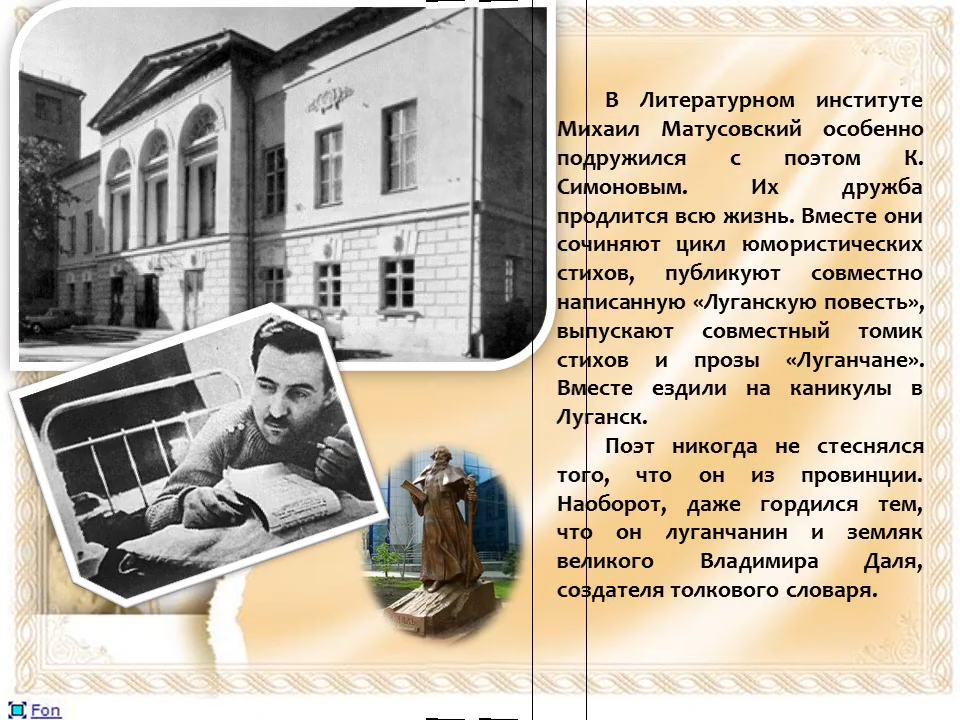 В Литературном институте
Михаил Матусовский особенно
подружился с поэтом К.
Симоновым. Их дружба
продлится всю жизнь. Вместе они
сочиняют цикл юмористических
стихов, публикуют совместно
написанную «Луганскую повесть»,
выпускают совместный томик
стихов и прозы «Луганчане».
Вместе ездили на каникулы в
Луганск.
Поэт никогда не стеснялся
того, что он из провинции.
Наоборот, даже гордился тем,
что он луганчанин и земляк
великого Владимира Даля,
создателя толкового словаря.
Fon